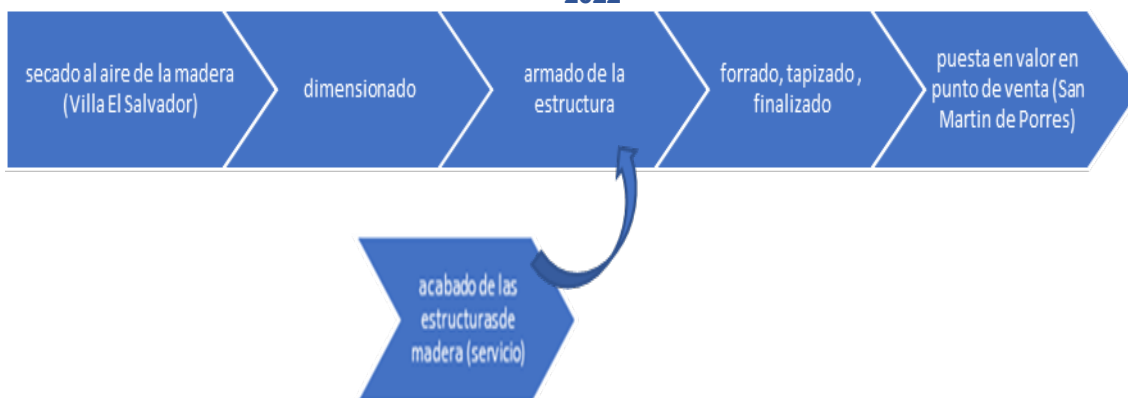 2022
secado al aire de la madera
(Villa El Salvador)
dimensionado
armado de la
estructura
forrado, tapizado ,
finalizado
puesta en valor en
punto de venta (San
Martin de Porres)
acabado de las
estructurasde
madera (servicio)